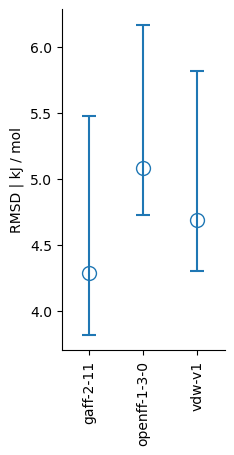 6.0
5.5
5.0
4.5
4.0
RMSD | kJ / mol
gaff-2-11
openff-1-3-0
vdw-v1